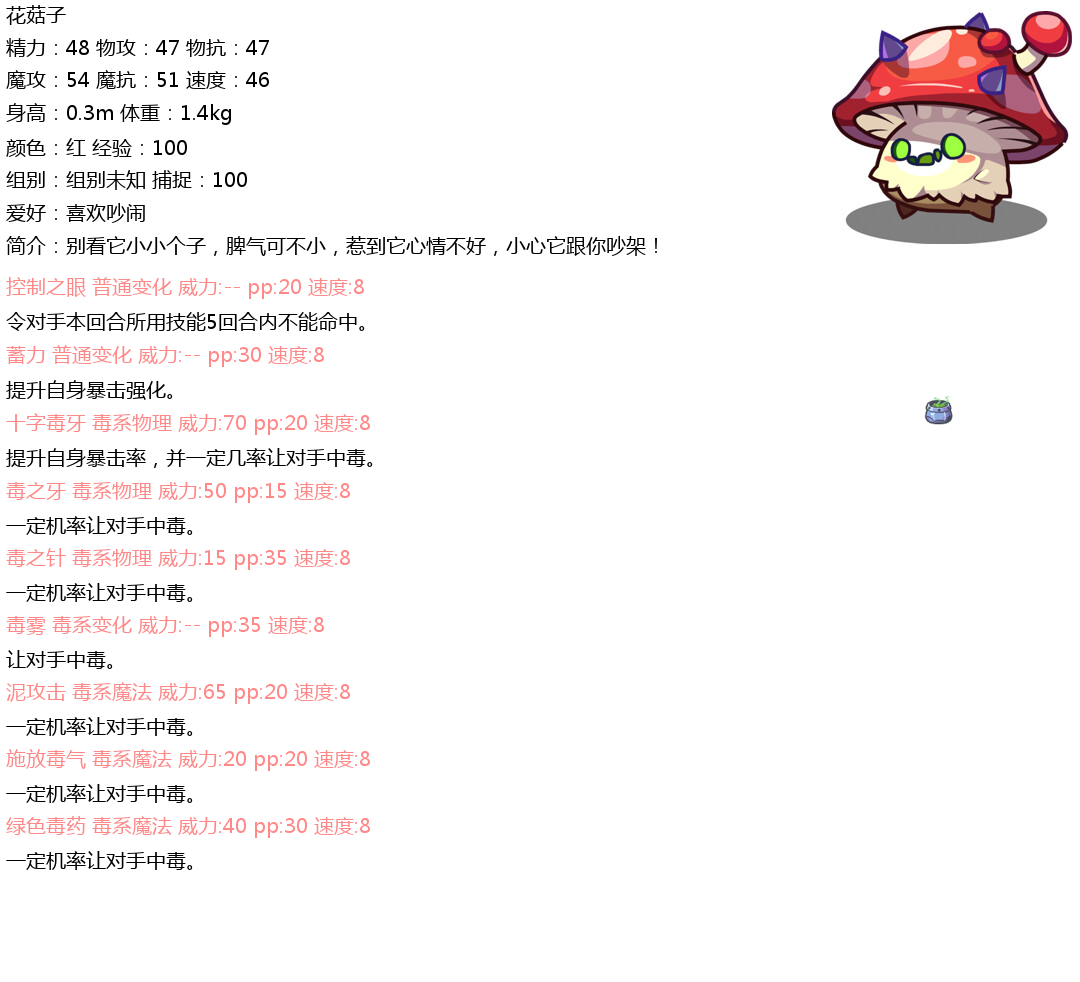 花菇子
精力：48 物攻：47 物抗：47
魔攻：54 魔抗：51 速度：46
身高：0.3m 体重：1.4kg
颜色：红 经验：100
组别：组别未知 捕捉：100
爱好：喜欢吵闹
简介：别看它小小个子，脾气可不小，惹到它心情不好，小心它跟你吵架！
控制之眼 普通变化 威力:-- pp:20 速度:8
令对手本回合所用技能5回合内不能命中。
蓄力 普通变化 威力:-- pp:30 速度:8
提升自身暴击强化。
十字毒牙 毒系物理 威力:70 pp:20 速度:8
提升自身暴击率，并一定几率让对手中毒。
毒之牙 毒系物理 威力:50 pp:15 速度:8
一定机率让对手中毒。
毒之针 毒系物理 威力:15 pp:35 速度:8
一定机率让对手中毒。
毒雾 毒系变化 威力:-- pp:35 速度:8
让对手中毒。
泥攻击 毒系魔法 威力:65 pp:20 速度:8
一定机率让对手中毒。
施放毒气 毒系魔法 威力:20 pp:20 速度:8
一定机率让对手中毒。
绿色毒药 毒系魔法 威力:40 pp:30 速度:8
一定机率让对手中毒。